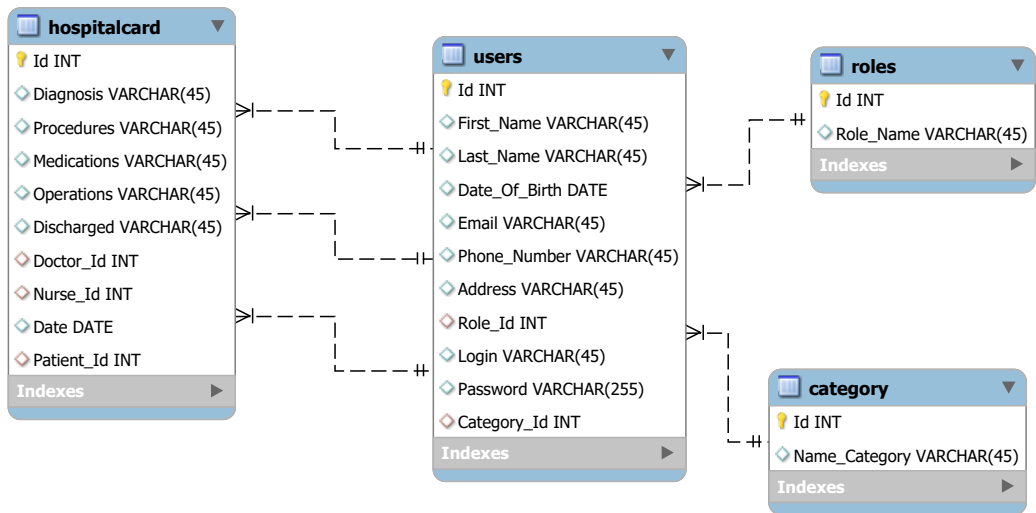 hospitalcard
Id INT
Diagnosis VARCHAR(45)
Procedures VARCHAR(45)
Medications VARCHAR(45)
Operations VARCHAR(45)
Discharged VARCHAR(45)
Doctor_Id INT
Nurse_Id INT
Date DATE
Patient_Id INT
Indexes
users
Id INT
First_Name VARCHAR(45)
Last_Name VARCHAR(45)
Date_Of_Birth DATE
Email VARCHAR(45)
Phone_Number VARCHAR(45)
Address VARCHAR(45)
Role_Id INT
Login VARCHAR(45)
Password VARCHAR(255)
Category_Id INT
Indexes
roles
Id INT
Role_Name VARCHAR(45)
Indexes
category
Id INT
Name_Category VARCHAR(45)
Indexes